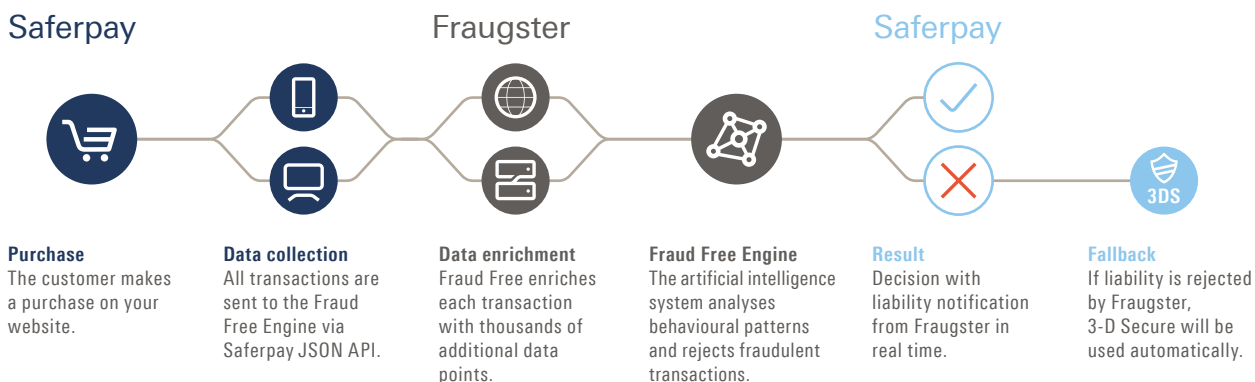 Saferpay
Fraugster
Saferpay
3DS
Purchase
The customer makes
a purchase on your
website.
Data collection
All transactions are
sent to the Fraud
Free Engine via
Saferpay JSON API.
Data enrichment
Fraud Free enriches
each transaction
with thousands of
additional data
points.
Fraud Free Engine
The artificial intelligence
system analyses
behavioural patterns
and rejects fraudulent
transactions.
Result
Decision with
liability notification
from Fraugster in
real time.
Fallback
If liability is rejected
by Fraugster,
3-D Secure will be
used automatically.